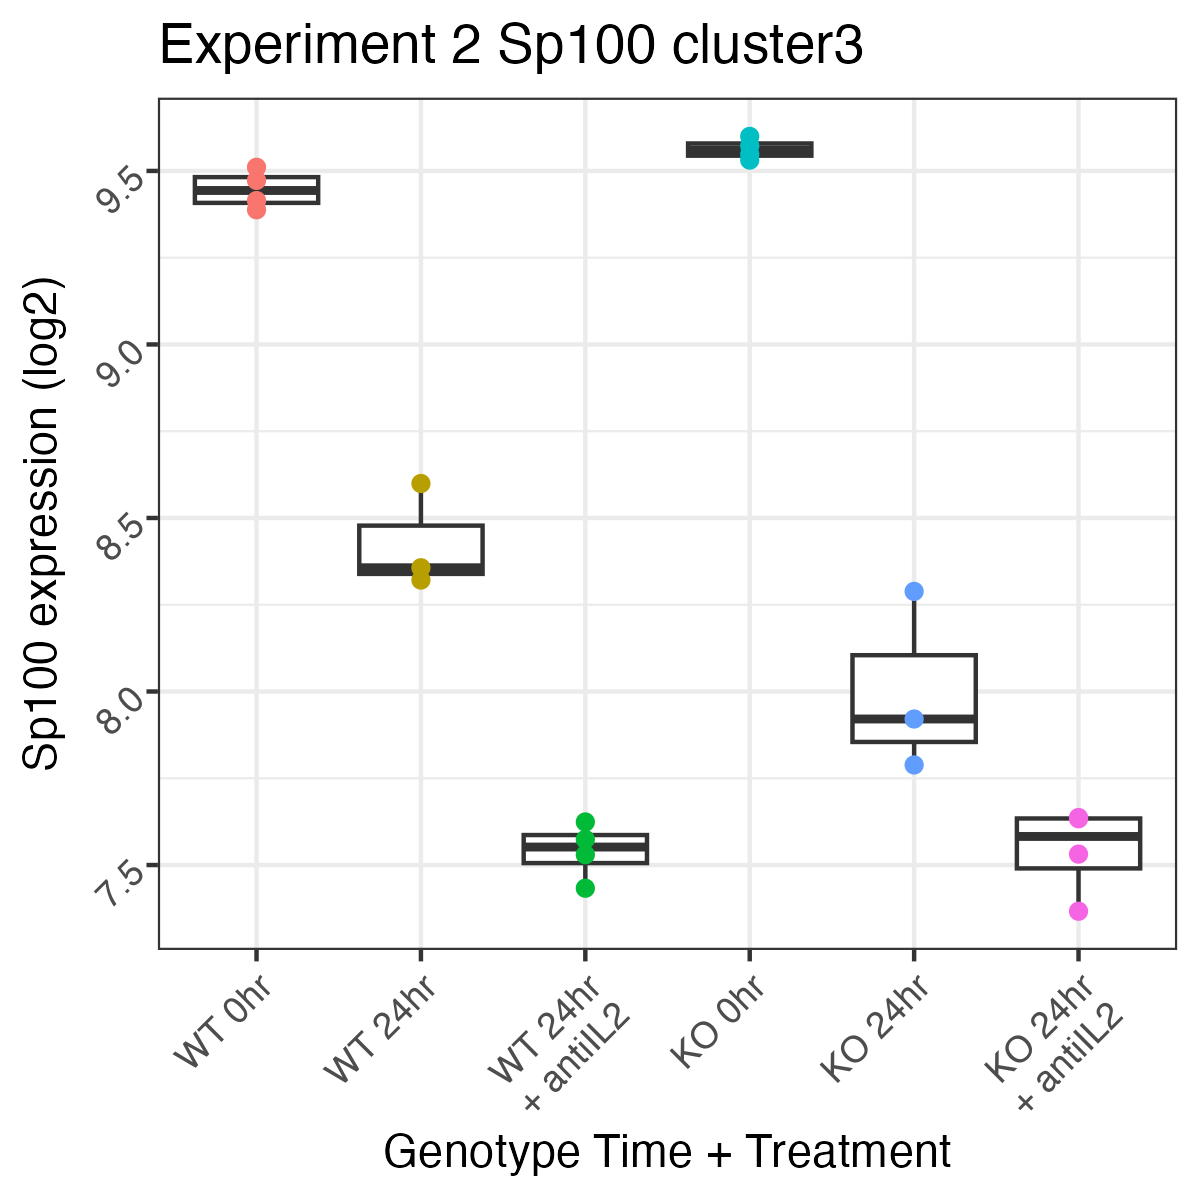 Experiment 2 Sp100 cluster3
Sp100 expression (log2)
9.5
9.0
8.5
8.0
7.5
WT 0hr
WT 24hr
WT 24hr
+ antiIL2
KO 0hr
KO 24hr
KO 24hr
+ antiIL2
Genotype Time + Treatment